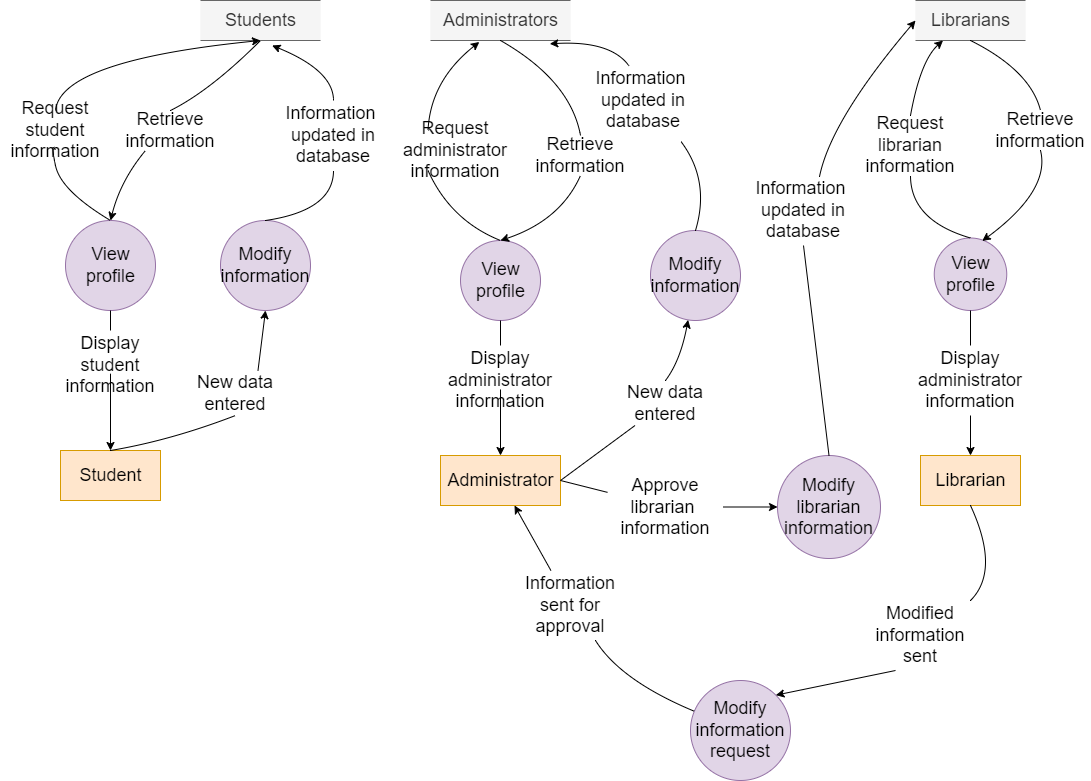 Students
Administrators
Librarians
Request
student
information
Retrieve
information
Information
updated in
database
Request
administrator
information
Retrieve
information
Information
updated in
database
Information
updated in
database
Request
librarian
information
Retrieve
information
View
profile
Modify
information
View
profile
Modify
information
View
profile
Display
student
information
New data
entered
Display
administrator
information
New data
entered
Display
administrator
information
Student
Administrator
Approve
librarian
information
Modify
librarian
information
Librarian
Information
sent for
approval
Modified
information
sent
Modify
information
request